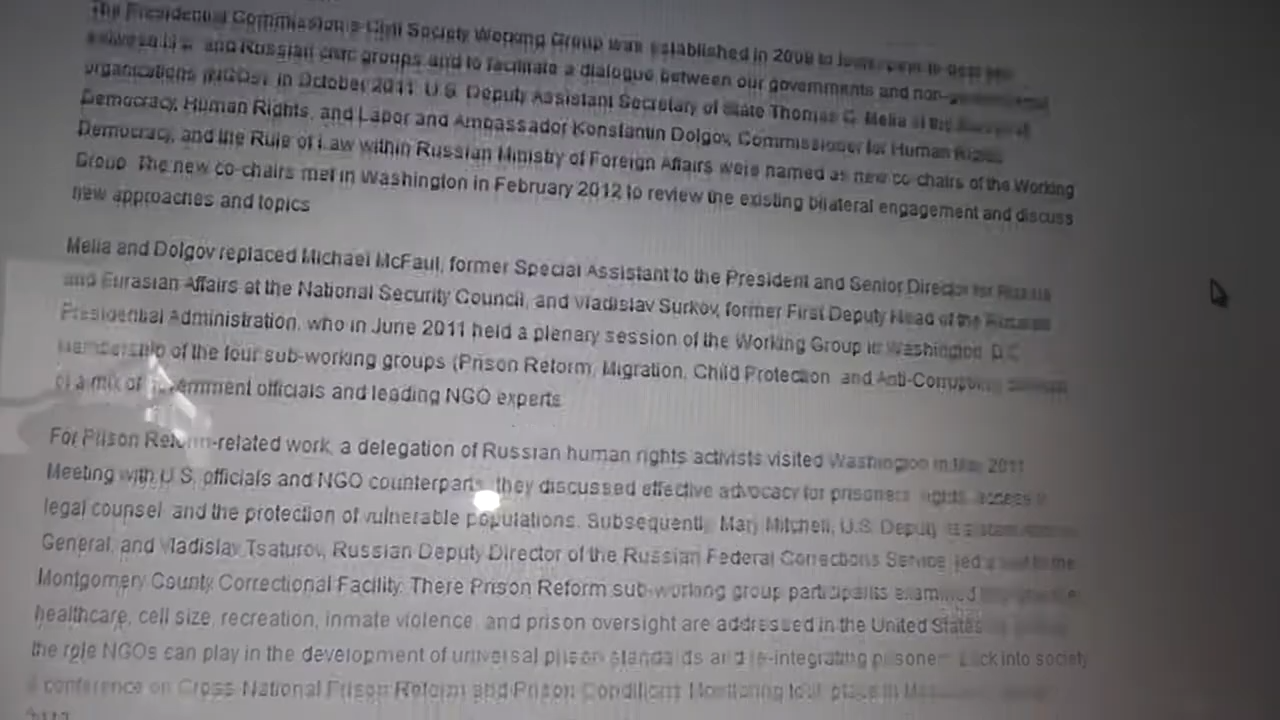 The Presidential Commission's Civil Society Working Group was established in 2009 to
between U.S. and Russian civic groups and to facilitate a dialogue between our governments and non-governmental
organizations (NGOs). In October 2011, U.S. Deputy Assistant Secretary of State Thomas O. Melia of the Bureau of
Democracy, Human Rights, and Labor and Ambassador Konstantin Dolgov, Commissioner for Human Rights,
Democracy, and the Rule of Law within Russian Ministry of Foreign Affairs were named as new co-chairs of the Working
Group. The new co-chairs met in Washington in February 2012 to review the existing bilateral engagement and discuss
new approaches and topics
Melia and Dolgov replaced Michael McFaul, former Special Assistant to the President and Senior Director for Russia
and Eurasian Affairs at the National Security Council, and Vladislav Surkov, former First Deputy Head of the Russian
Presidential Administration, who in June 2011 held a plenary session of the Working Group in Washington, D.C.
Membership of the four sub-working groups (Prison Reform, Migration, Child Protection, and Anti-Corruption)
of a mix of government officials and leading NGO experts
For Prison Reform-related work, a delegation of Russian human rights activists visited Washington in May 2011
Meeting with U.S. officials and NGO counterparts, they discussed effective advocacy for prisoners' rights, access to
legal counsel, and the protection of vulnerable populations. Subsequently, Mary Mitchell, U.S. Deputy
General, and Vladislav Tsaturov, Russian Deputy Director of the Russian Federal Corrections Service, led a visit to the
Montgomery County Correctional Facility. There Prison Reform sub-working group participants examined
healthcare, cell size, recreation, inmate violence, and prison oversight are addressed in the United States
the role NGOs can play in the development of universal prison standards and re-integrating prisoners back into society
A conference on Cross-National Prison Reform and Prison Conditions Monitoring took place in